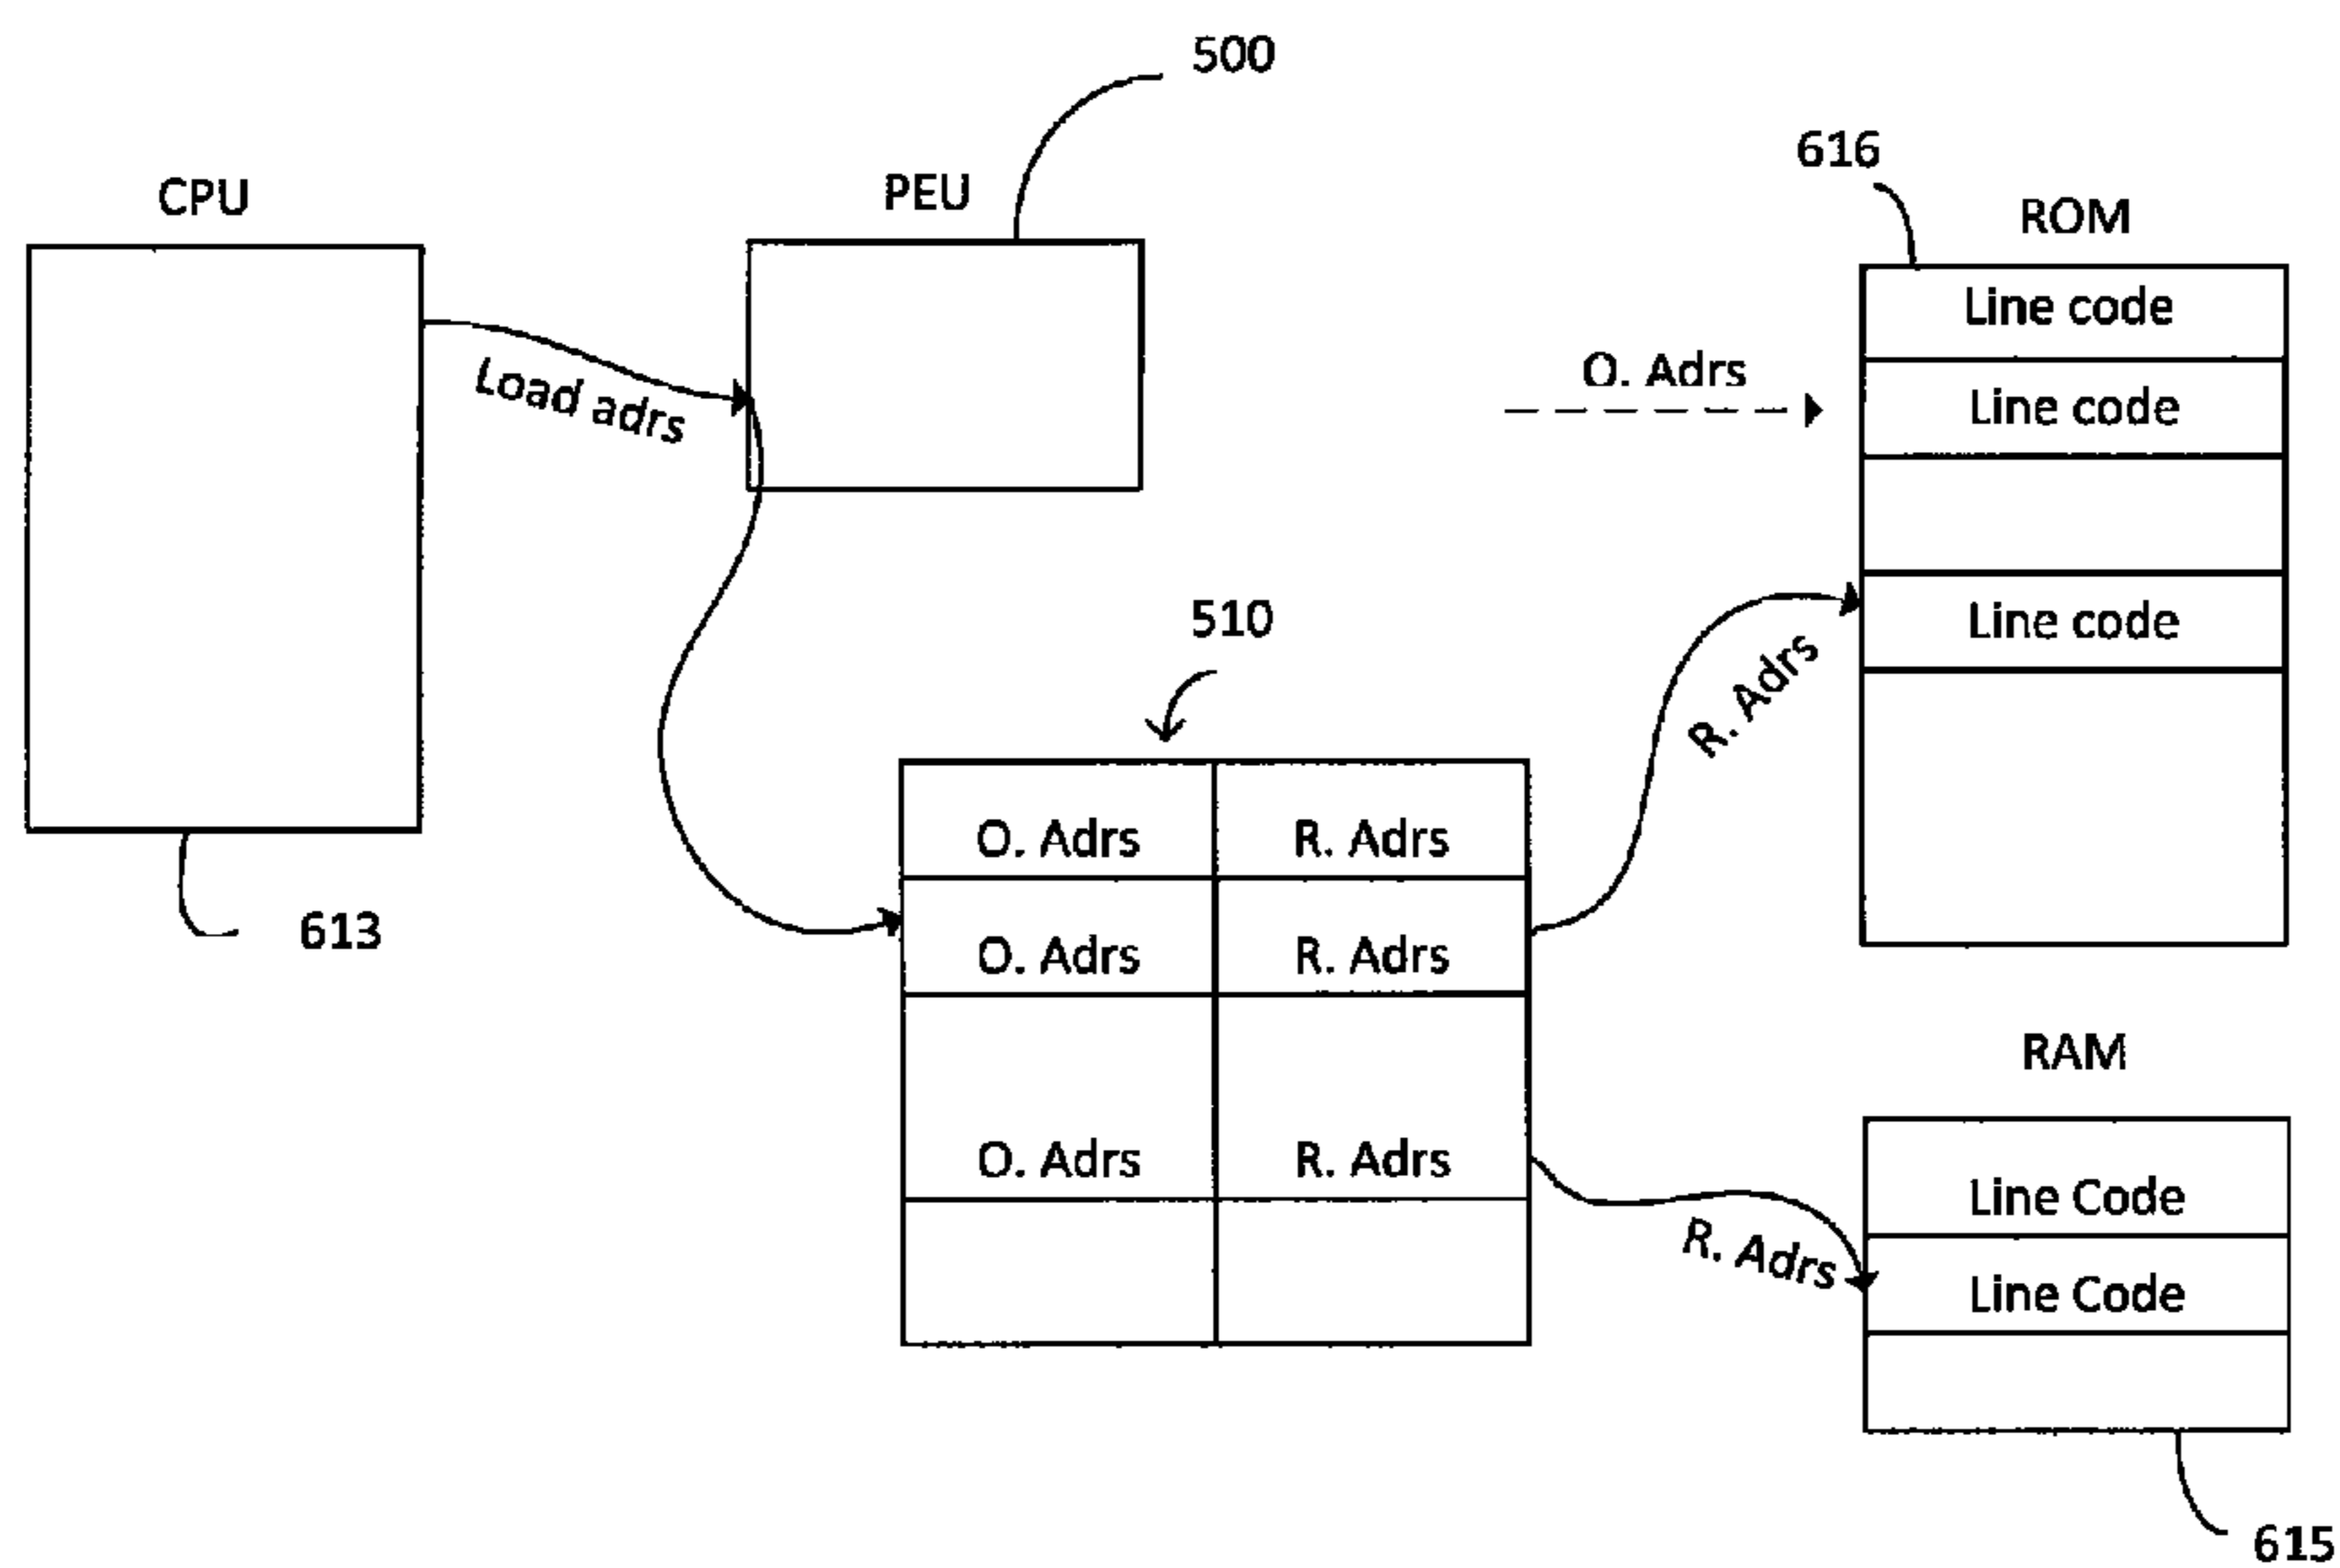 500
616
CPU
PEU
ROM
Line code
O. Adrs
Line code
Load adrs
510
Line code
R. Adrs
O. Adrs R. Adrs
613
O. Adrs R. Adrs
RAM
O. Adrs R. Adrs
Line Code
R. Adrs
Line Code
615